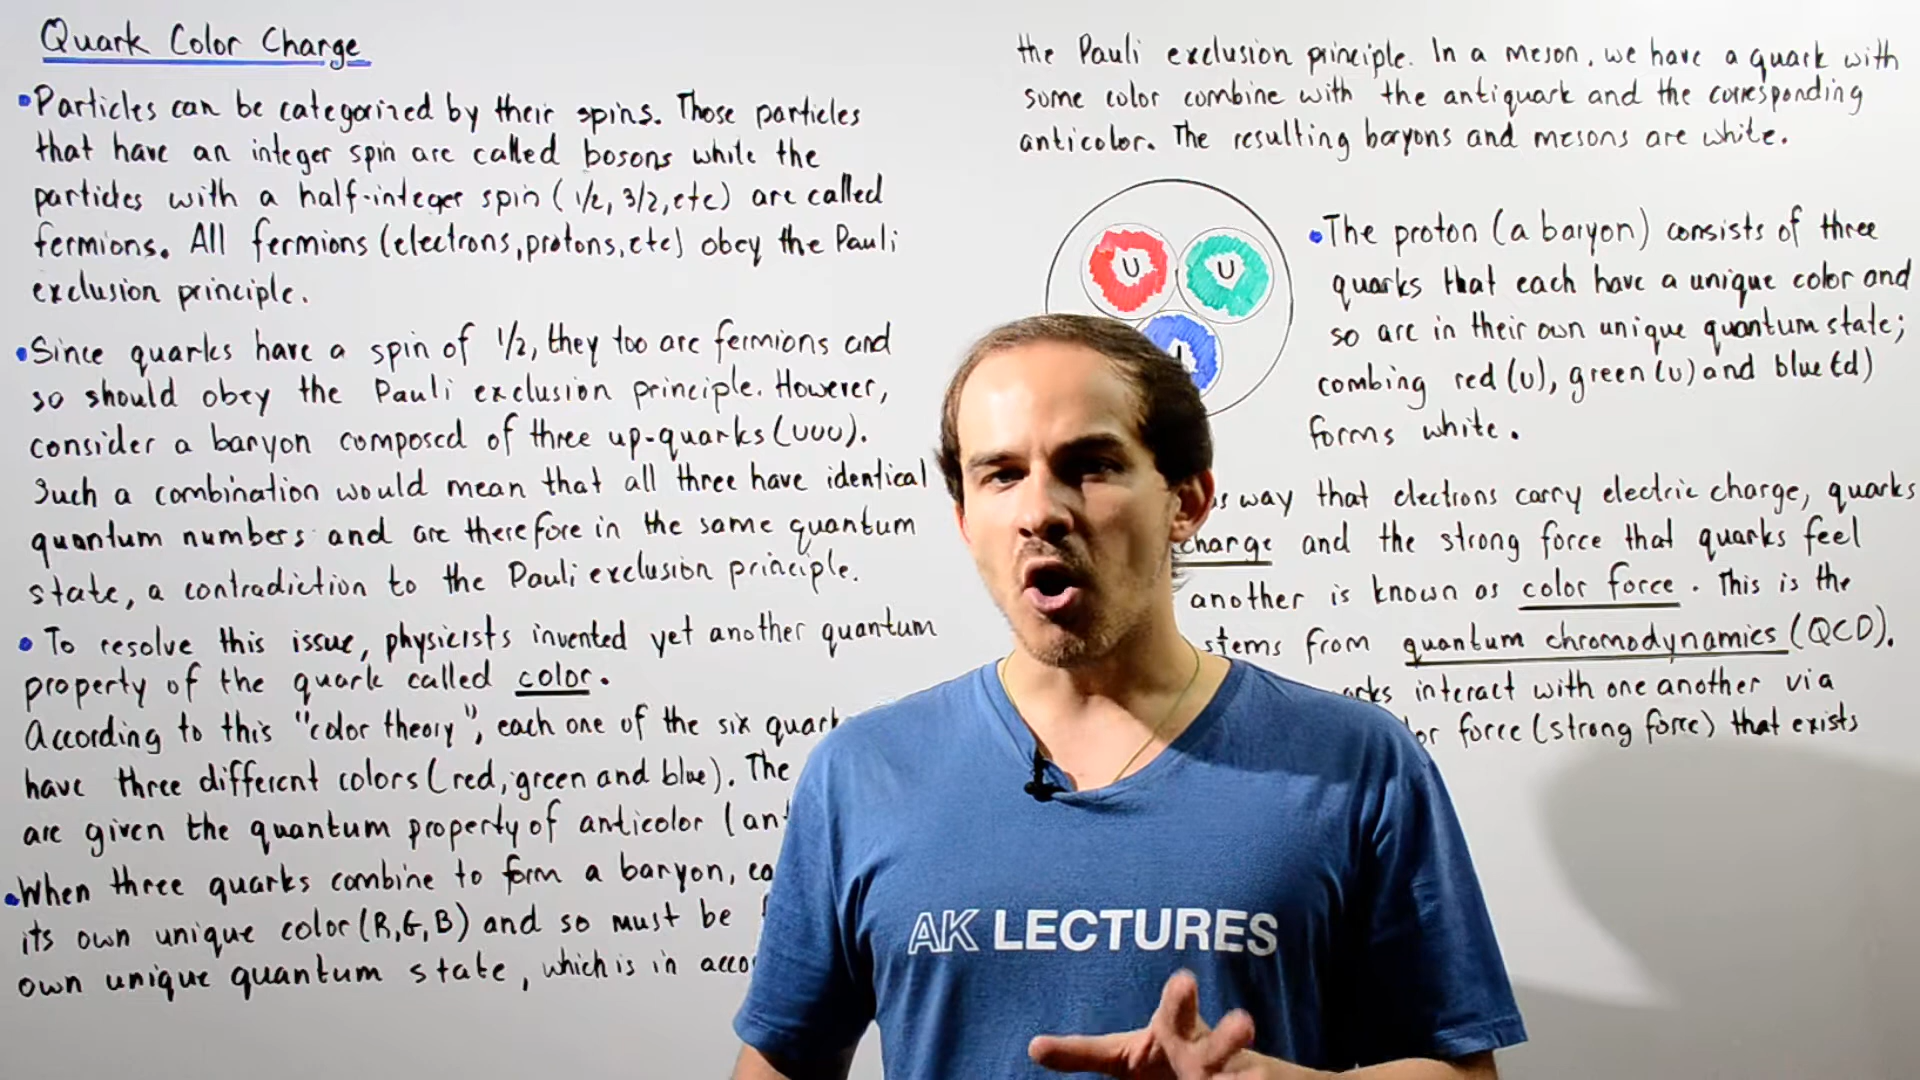 Quark Color Charge
•Particles can be categorized by their spins. Those particles
that have an integer spin are called bosons while the
particles with a half-integer spin (1/2, 3/2, etc) are called
fermions. All fermions (electrons, protons, etc) obey the Pauli
exclusion principle.
•Since quarks have a spin of 1/2, they too are fermions and
so should obey the Pauli exclusion principle. However,
consider a baryon composed of three up-quarks (UUU).
Such a combination would mean that all three have identical
quantum numbers and are therefore in the same quantum
state, a contradiction to the Pauli exclusion principle.
• To resolve this issue, physicists invented yet another quantum
property of the quark called color.
According to this "color theory", each one of the six
have three different colors (red, green and blue). The
are given the quantum property of anticolor (
•When three quarks combine to form a baryon,
its own unique color (R,G,B) and so must be
own unique quantum state, which is in
the Pauli exclusion principle. In a meson, we have a quark with
some color combine with the antiquark and the corresponding
anticolor. The resulting baryons and mesons are white.
U U
•The proton (a baryon) consists of three
quarks that each have a unique color and
so are in their own unique quantum state;
combing red (u), green (u) and blue (d)
forms white.
way that electrons carry electric charge, quarks
charge and the strong force that quarks feel
another is known as color force. This is the
stems from quantum chromodynamics (QCD).
interact with one another via
force (strong force) that exists
AK LECTURES